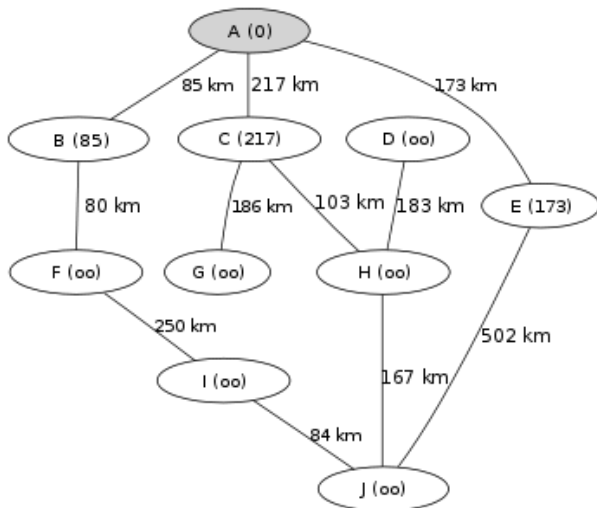 A (0)
85 km
217 km
173 km
B (85)
C (217)
D (oo)
80 km
186 km
103 km
183 km
E (173)
F (oo)
G (oo)
H (oo)
250 km
502 km
I (oo)
167 km
84 km
J (oo)